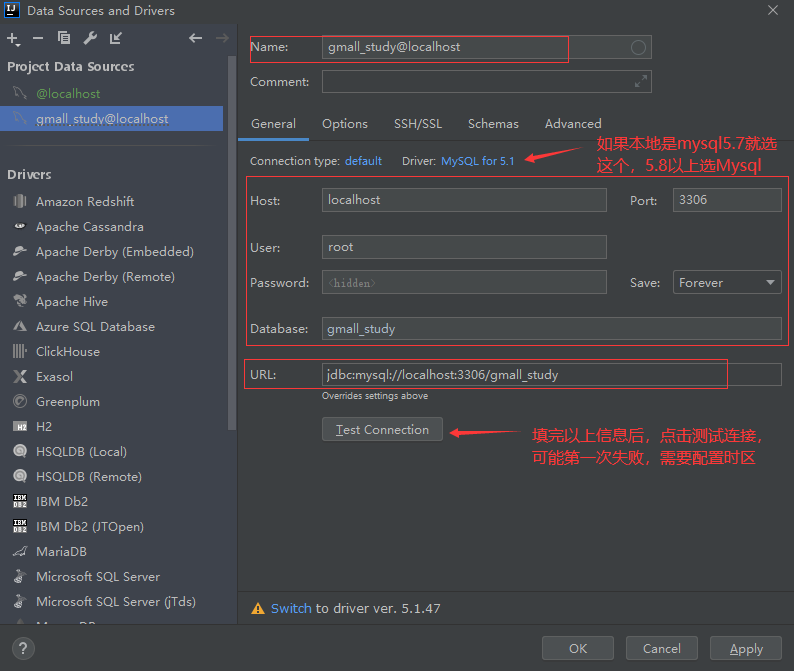 Data Sources and Drivers
Project Data Sources
@localhost
gmall_study@localhost
Drivers
Amazon Redshift
Apache Cassandra
Apache Derby (Embedded)
Apache Derby (Remote)
Apache Hive
Azure SQL Database
ClickHouse
Exasol
Greenplum
H2
HSQLDB (Local)
HSQLDB (Remote)
IBM Db2
IBM Db2 (JTOpen)
MariaDB
Microsoft SQL Server
Microsoft SQL Server (jTds)
Name: gmall_study@localhost
Comment:
General Options SSH/SSL Schemas Advanced
如果本地是mysql5.7就选
这个，5.8以上选Mysql
Connection type: default Driver: MySQL for 5.1
Host: localhost Port: 3306
User: root
Password: <hidden> Save: Forever
Database: gmall_study
URL: jdbc:mysql://localhost:3306/gmall_study
Overrides settings above
Test Connection
填完以上信息后，点击测试连接，
可能第一次失败，需要配置时区
Switch to driver ver. 5.1.47
? OK Cancel Apply